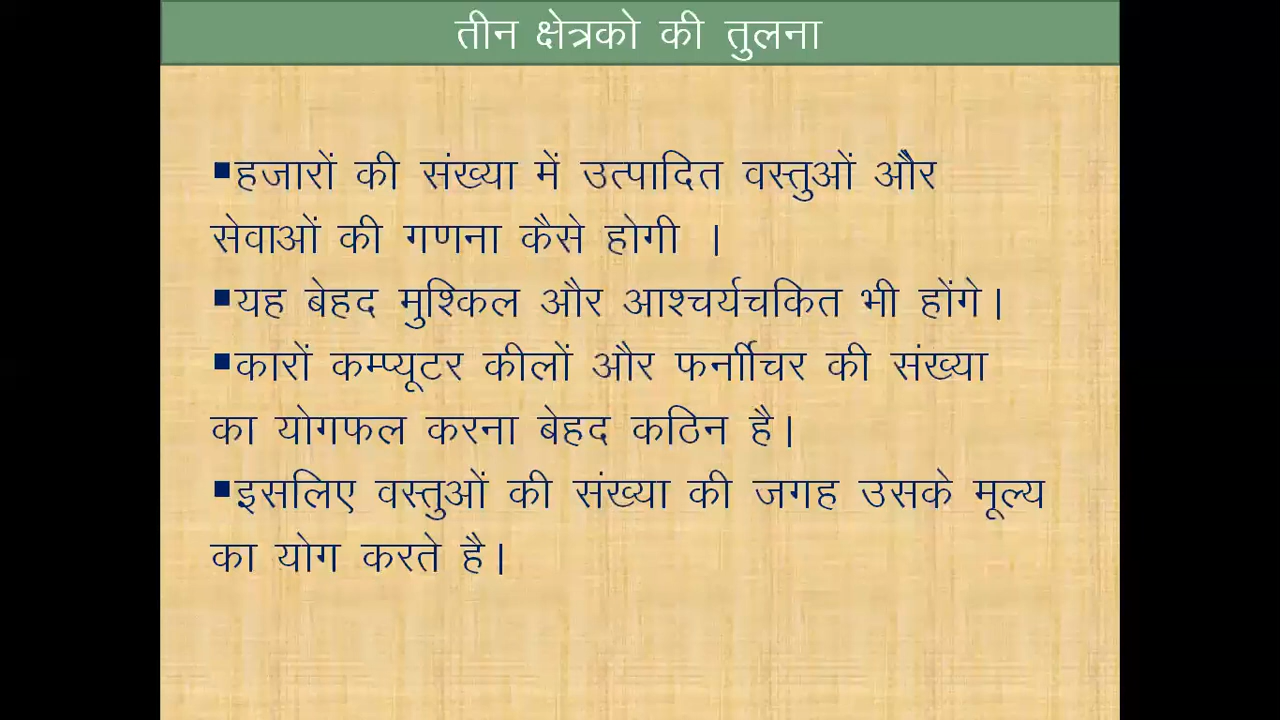 तीन क्षेत्रको की तुलना
▪हजारों की संख्या में उत्पादित वस्तुओं और
सेवाओं की गणना कैसे होगी ।
▪यह बेहद मुश्किल और आश्चर्यचकित भी होंगे।
▪कारों कम्प्यूटर कीलों और फर्नीचर की संख्या
का योगफल करना बेहद कठिन है।
▪इसलिए वस्तुओं की संख्या की जगह उसके मूल्य
का योग करते है।